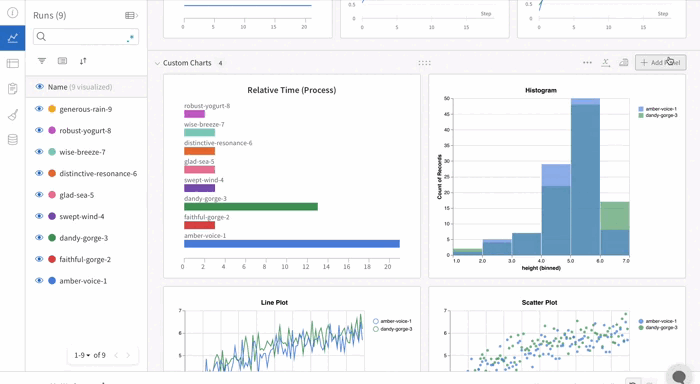 Runs (9)
Name (9 visualized)
generous-rain-9
robust-yogurt-8
wise-breeze-7
distinctive-resonance-6
glad-sea-5
swept-wind-4
dandy-gorge-3
faithful-gorge-2
amber-voice-1
1-9 of 9
0 5 10 15
Step
0 5 10 15
Step
0 5 10 15
Step
Custom Charts 4
Relative Time (Process)
robust-yogurt-8
wise-breeze-7
distinctive-resonance-6
glad-sea-5
swept-wind-4
dandy-gorge-3
faithful-gorge-2
amber-voice-1
0 2 4 6 8 10 12 14 16 18 20
Histogram
Count of Records
50
45
40
35
30
25
20
15
10
5
0
1.0 2.0 3.0 4.0 5.0 6.0 7.0
height (binned)
amber-voice-1
dandy-gorge-3
Line Plot
7
6
5
amber-voice-1
dandy-gorge-3
Scatter Plot
7
6
5
amber-voice-1
dandy-gorge-3